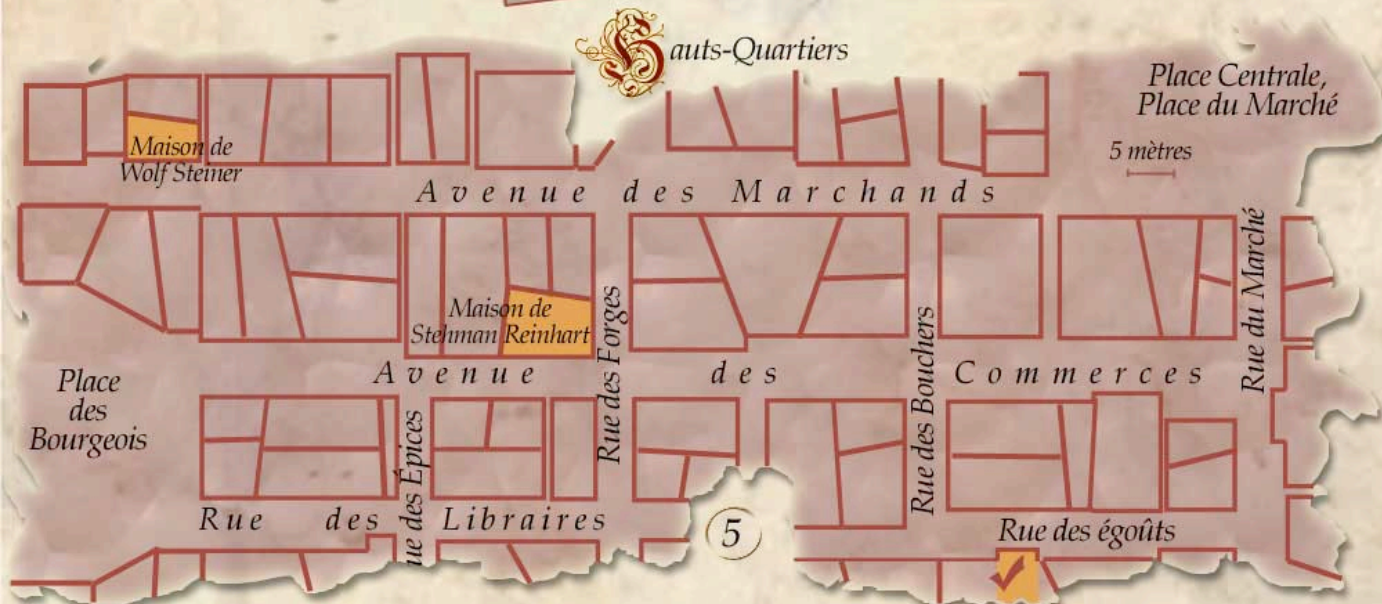 Hauts-Quartiers
Place Centrale,
Place du Marché
5 mètres
Maison de
Wolf Steiner
Avenue des Marchands
Rue du Marché
Maison de
Stehman Reinhart
Rue des Forges
Rue des Bouchers
Avenue des Commerces
Place
des
Bourgeois
ue des Épices
Rue des Libraires
5
Rue des égoûts